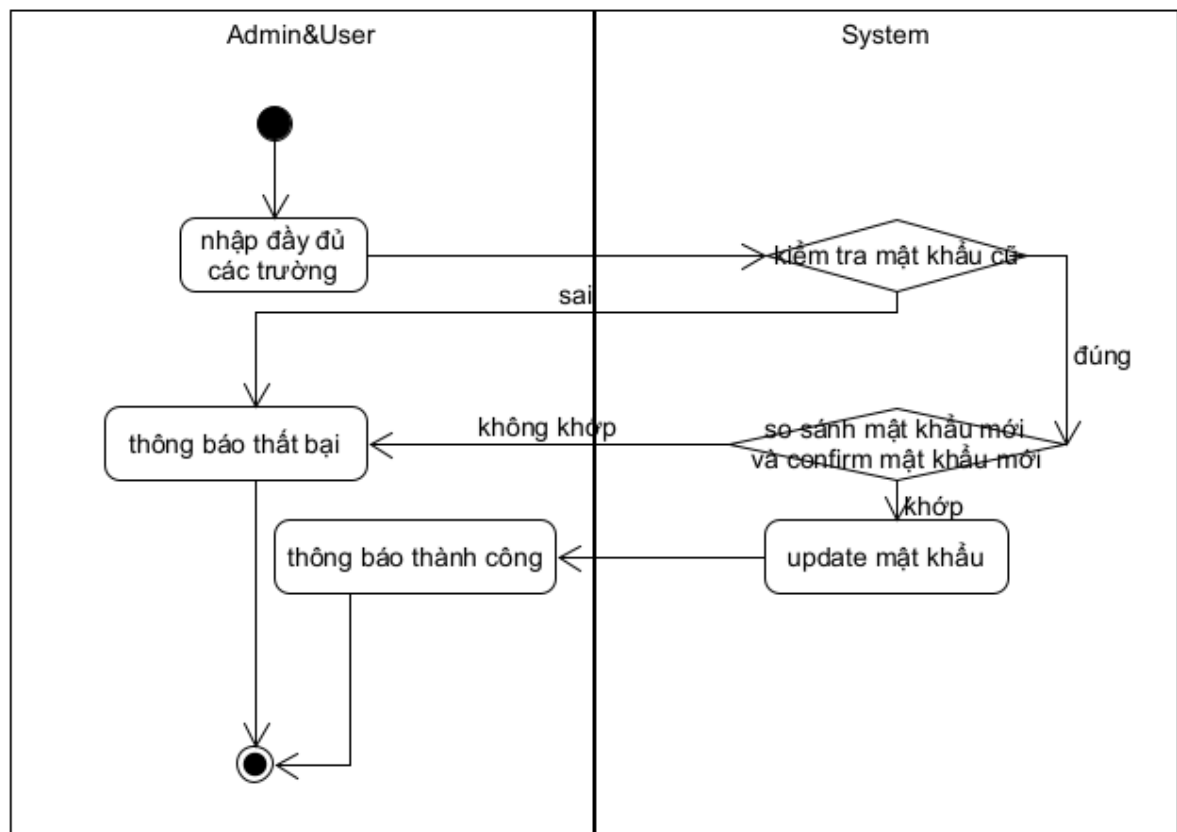 Admin&User
System
nhập đầy đủ
các trường
kiểm tra mật khẩu cũ
sai
đúng
thông báo thất bại
không khớp
so sánh mật khẩu mới
và confirm mật khẩu mới
khớp
thông báo thành công
update mật khẩu